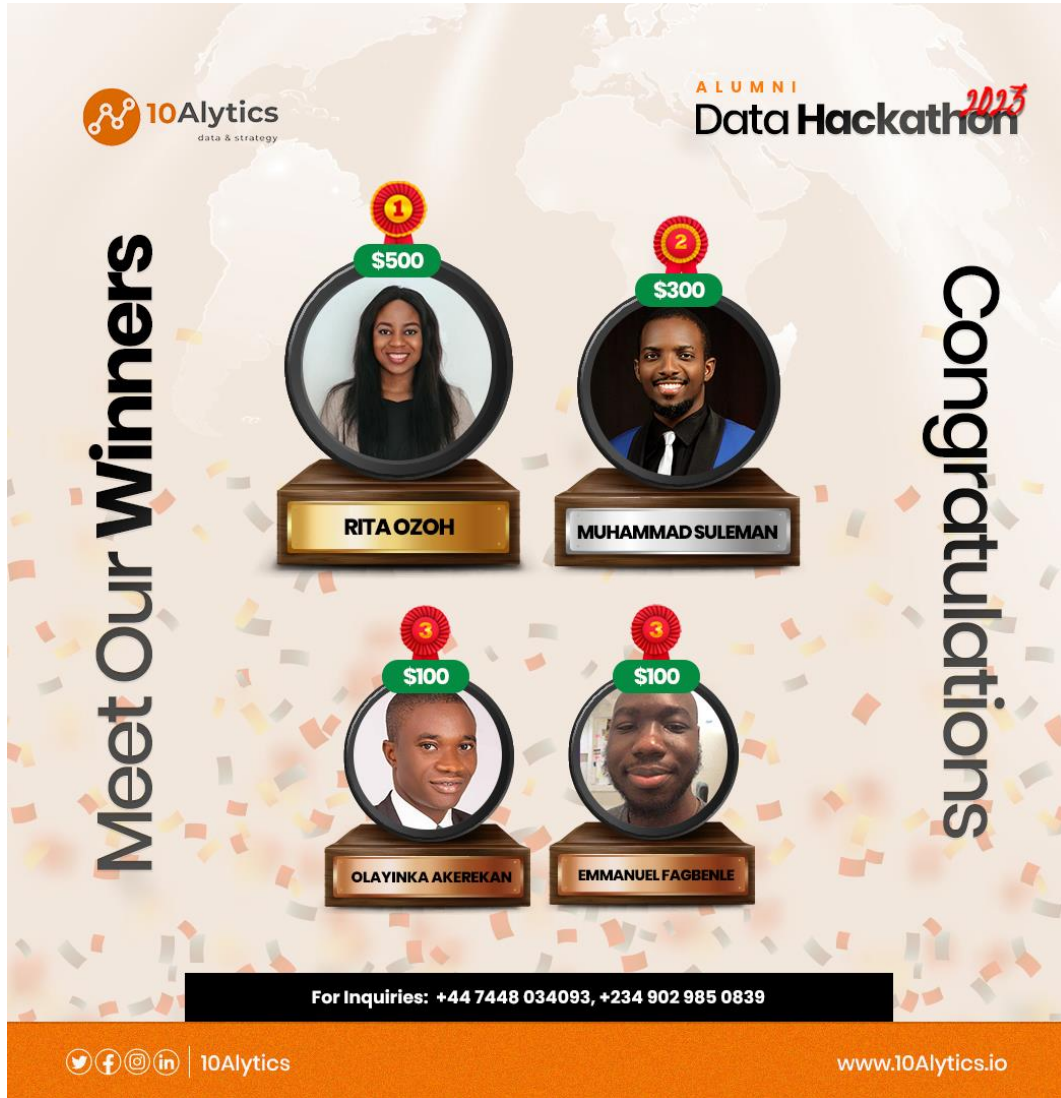 10Alytics
data & strategy
ALUMNI
Data Hackathon
2023
Meet Our Winners
Congratulations
1
$500
RITA OZOH
2
$300
MUHAMMAD SULEMAN
3
$100
OLAYINKA AKEREKAN
3
$100
EMMANUEL FAGBENLE
For Inquiries: +44 7448 034093, +234 902 985 0839
10Alytics
www.10Alytics.io